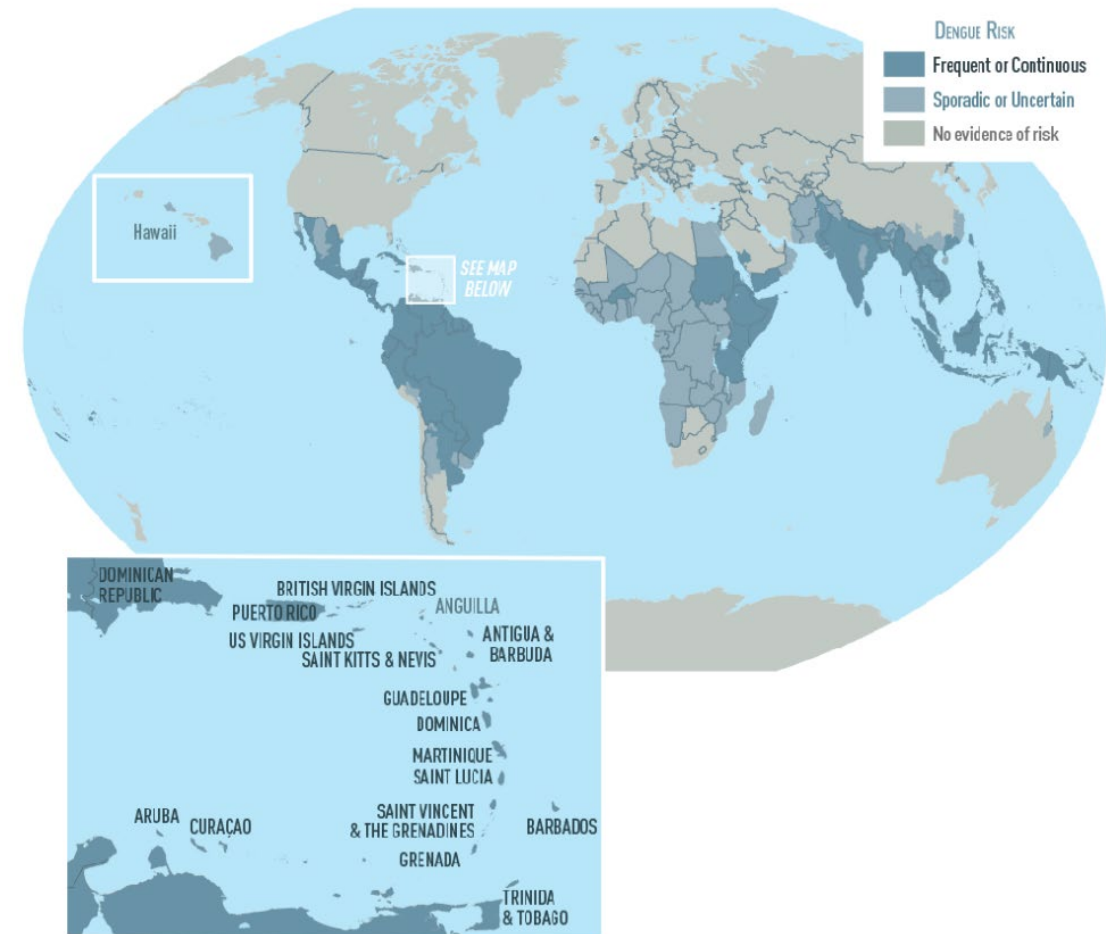 DENGUE RISK
Frequent or Continuous
Sporadic or Uncertain
No evidence of risk
Hawaii
SEE MAP
BELOW
DOMINICAN
REPUBLIC
BRITISH VIRGIN ISLANDS
PUERTO RICO
ANGUILLA
US VIRGIN ISLANDS
SAINT KITTS & NEVIS
ANTIGUA &
BARBUDA
GUADELOUPE
DOMINICA
MARTINIQUE
SAINT LUCIA
SAINT VINCENT
& THE GRENADINES
BARBADOS
ARUBA
CURAÇAO
GRENADA
TRINIDA
& TOBAGO